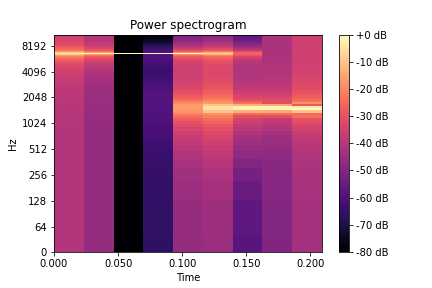 Power spectrogram
8192
4096
2048
1024
512
256
128
64
0
Hz
0.000 0.050 0.100 0.150 0.200
Time
+0 dB
-10 dB
-20 dB
-30 dB
-40 dB
-50 dB
-60 dB
-70 dB
-80 dB